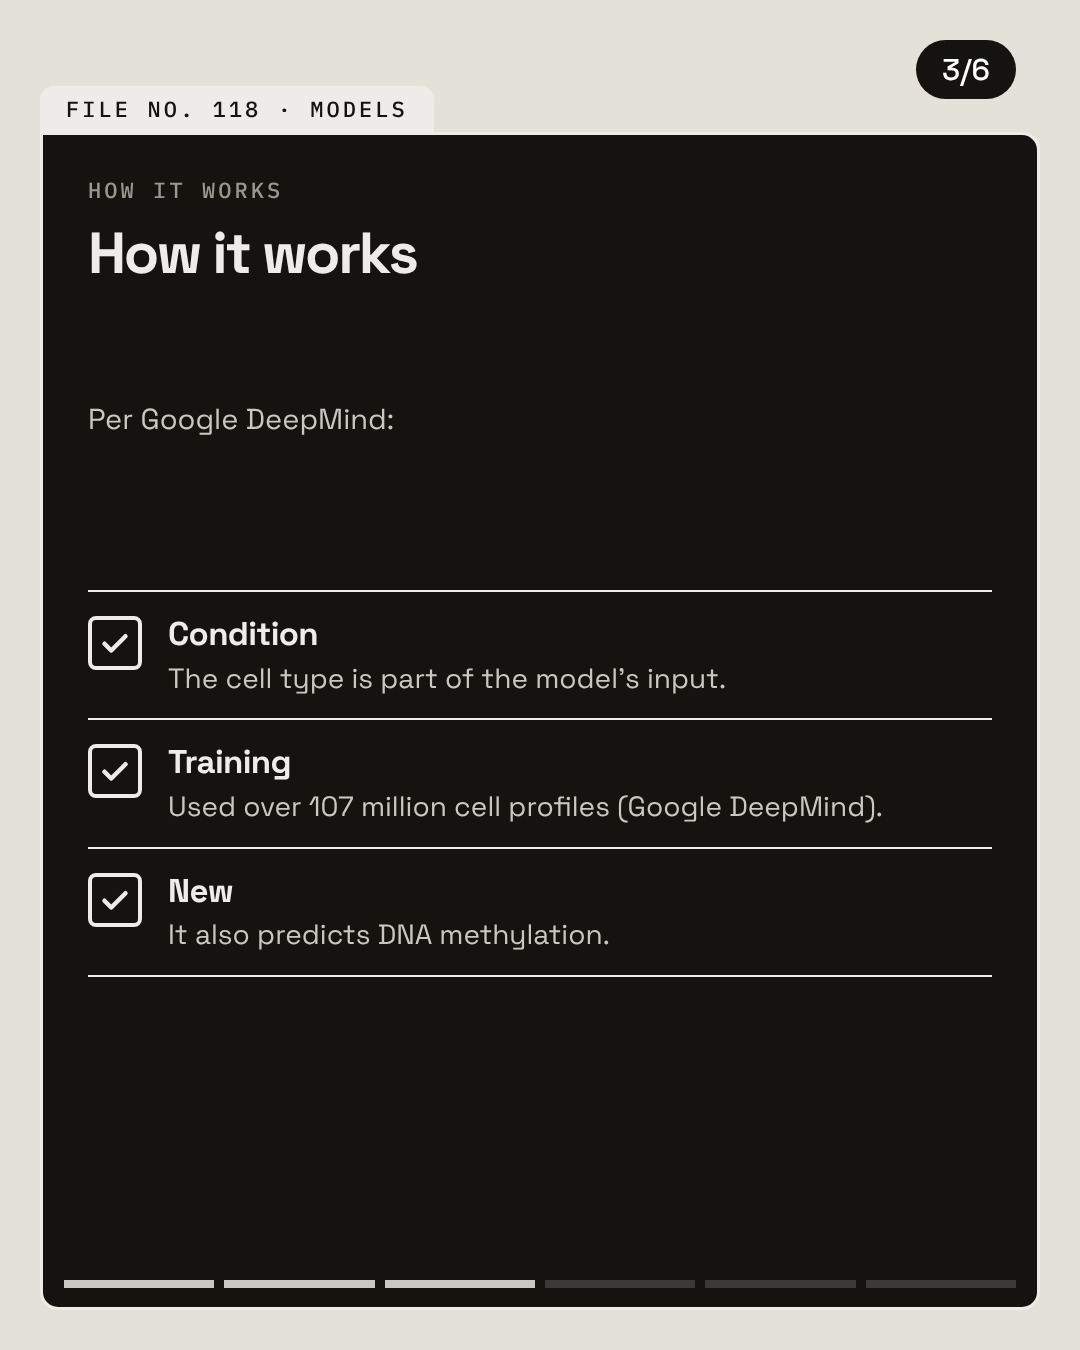 3/6
FILE NO. 118 · MODELS
HOW IT WORKS
How it works
Per Google DeepMind:
Condition
The cell type is part of the model’s input.
Training
Used over 107 million cell profiles (Google DeepMind).
New
It also predicts DNA methylation.